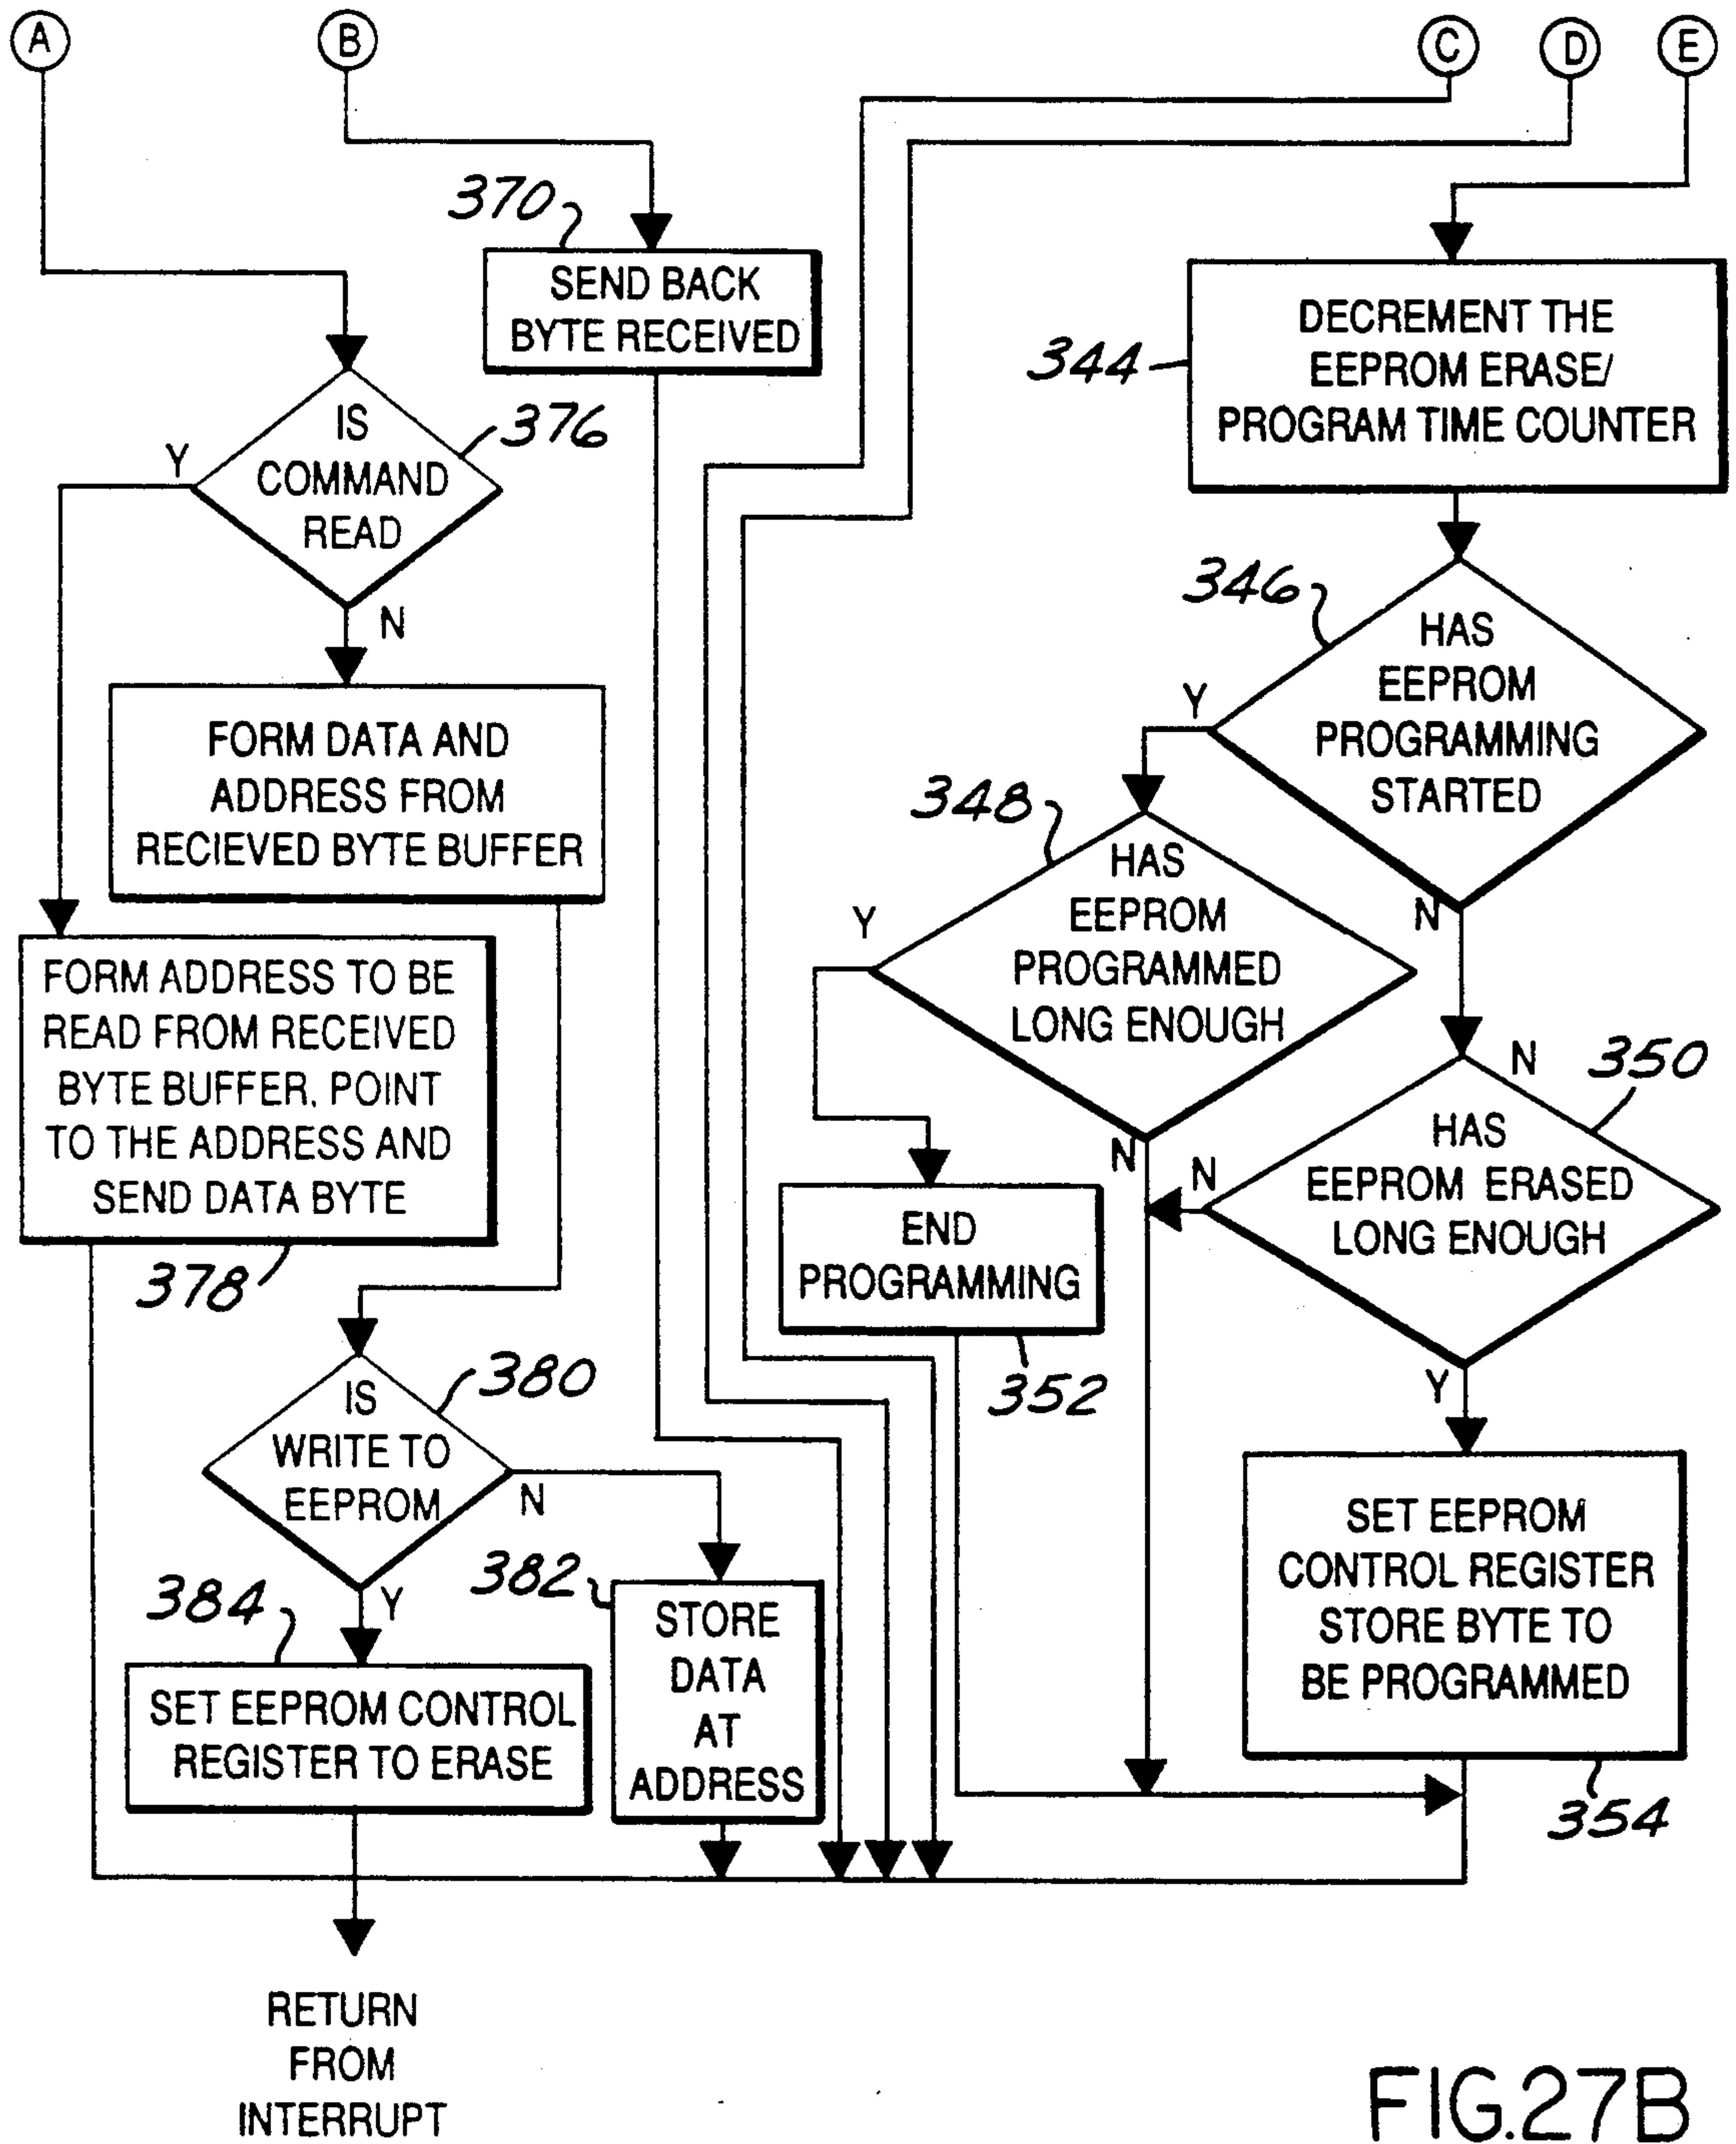 A
B
C
D
E
370
SEND BACK
BYTE RECEIVED
344
DECREMENT THE
EEPROM ERASE/
PROGRAM TIME COUNTER
376
IS
COMMAND
READ
Y
N
346
HAS
EEPROM
PROGRAMMING
STARTED
Y
N
FORM DATA AND
ADDRESS FROM
RECIEVED BYTE BUFFER
348
HAS
EEPROM
PROGRAMMED
LONG ENOUGH
Y
N
FORM ADDRESS TO BE
READ FROM RECEIVED
BYTE BUFFER, POINT
TO THE ADDRESS AND
SEND DATA BYTE
378
N
350
HAS
EEPROM ERASED
LONG ENOUGH
N
Y
END
PROGRAMMING
352
380
IS
WRITE TO
EEPROM
N
Y
382
STORE
DATA
AT
ADDRESS
384
SET EEPROM CONTROL
REGISTER TO ERASE
SET EEPROM
CONTROL REGISTER
STORE BYTE TO
BE PROGRAMMED
354
RETURN
FROM
INTERRUPT
FIG.27B